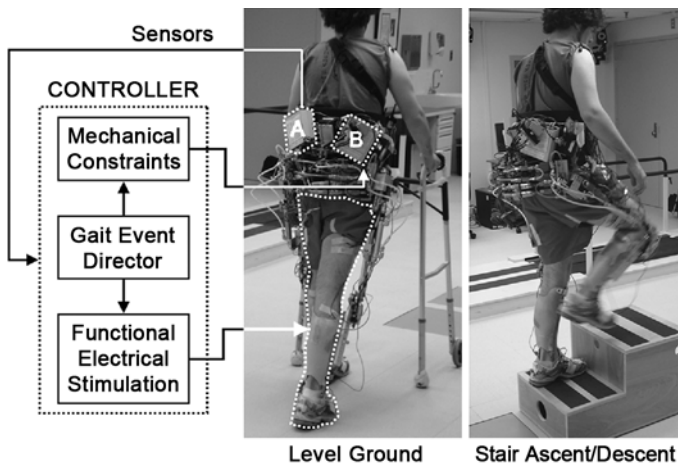 Sensors
CONTROLLER
Mechanical
Constraints
Gait Event
Director
Functional
Electrical
Stimulation
A
B
Level Ground
Stair Ascent/Descent